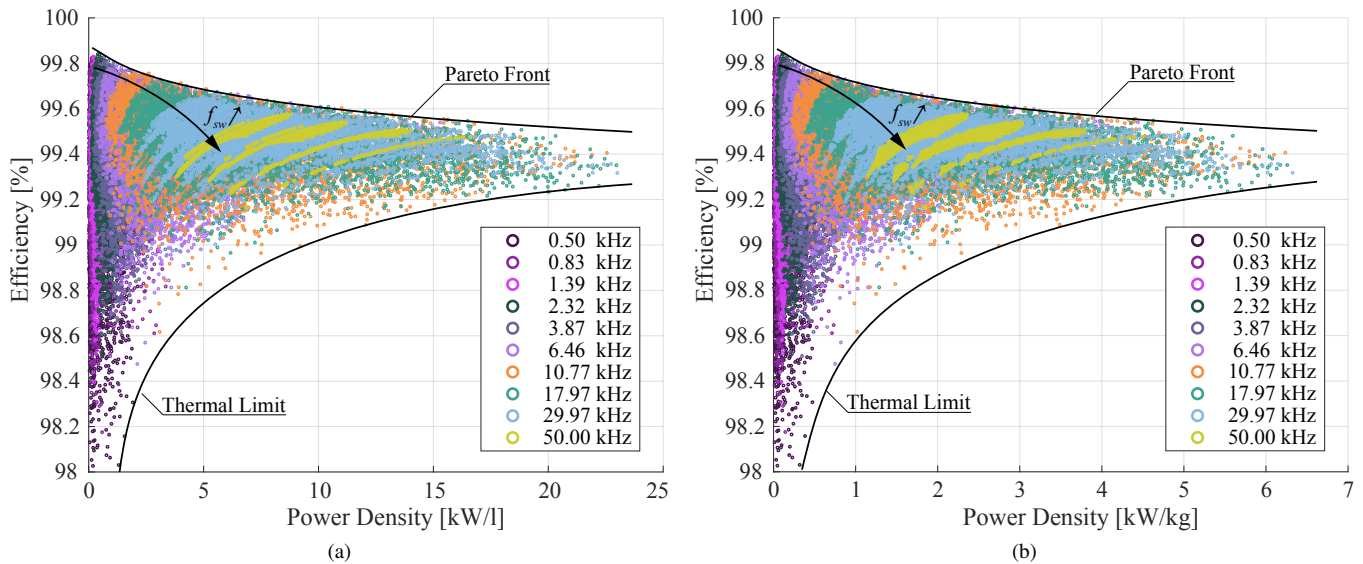 100
99.8
99.6
99.4
99.2
99
98.8
98.6
98.4
98.2
98
Efficiency [%]
Pareto Front
f_sw↗
Thermal Limit
0.50 kHz
0.83 kHz
1.39 kHz
2.32 kHz
3.87 kHz
6.46 kHz
10.77 kHz
17.97 kHz
29.97 kHz
50.00 kHz
0 5 10 15 20 25
Power Density [kW/l]
(a)
100
99.8
99.6
99.4
99.2
99
98.8
98.6
98.4
98.2
98
Efficiency [%]
Pareto Front
f_sw↗
Thermal Limit
0.50 kHz
0.83 kHz
1.39 kHz
2.32 kHz
3.87 kHz
6.46 kHz
10.77 kHz
17.97 kHz
29.97 kHz
50.00 kHz
0 1 2 3 4 5 6 7
Power Density [kW/kg]
(b)